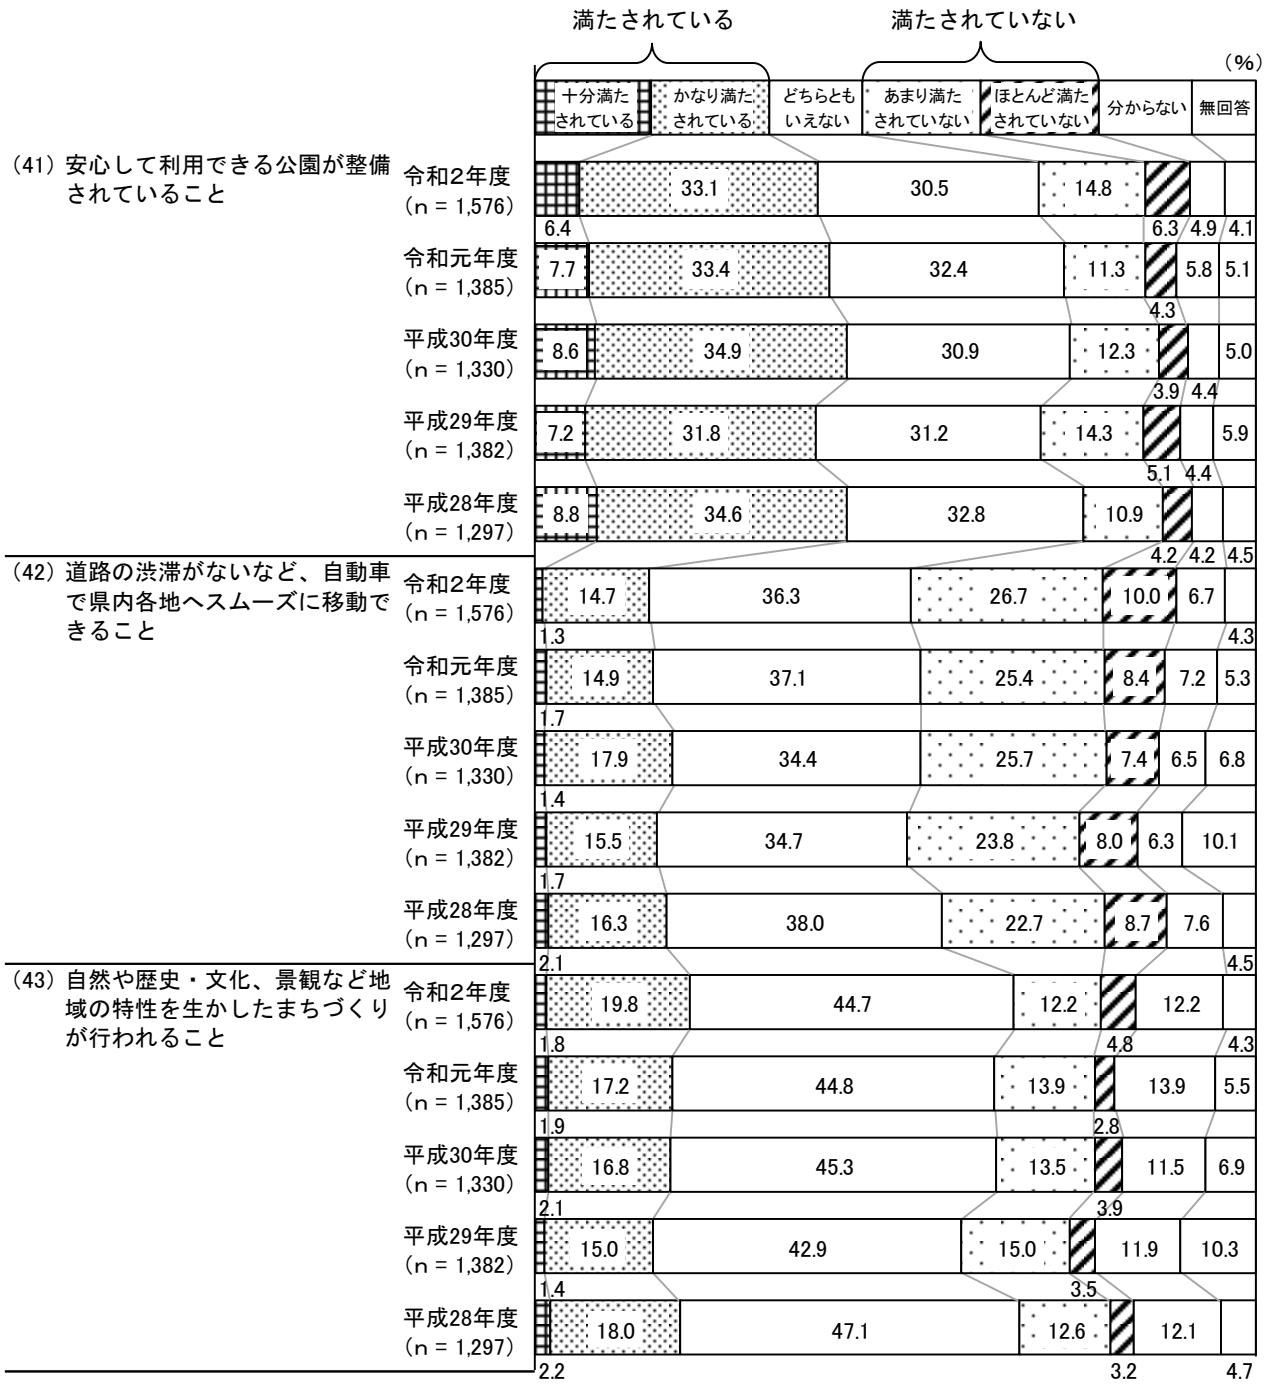 満たされている 満たされていない
(%)
十分満た かなり満た どちらとも あまり満た ほとんど満た 分からない 無回答
されている されている いえない されていない されていない
(41) 安心して利用できる公園が整備
されていること
令和2年度
(n = 1,576)
33.1 30.5 14.8
6.4 6.3 4.9 4.1
令和元年度
(n = 1,385)
7.7 33.4 32.4 11.3 5.8 5.1
4.3
平成30年度
(n = 1,330)
8.6 34.9 30.9 12.3 5.0
3.9 4.4
平成29年度
(n = 1,382)
7.2 31.8 31.2 14.3 5.9
5.1 4.4
平成28年度
(n = 1,297)
8.8 34.6 32.8 10.9
4.2 4.2 4.5
(42) 道路の渋滞がないなど、自動車
で県内各地へスムーズに移動で
きること
令和2年度
(n = 1,576)
14.7 36.3 26.7 10.0 6.7
1.3 4.3
令和元年度
(n = 1,385)
14.9 37.1 25.4 8.4 7.2 5.3
1.7
平成30年度
(n = 1,330)
17.9 34.4 25.7 7.4 6.5 6.8
1.4
平成29年度
(n = 1,382)
15.5 34.7 23.8 8.0 6.3 10.1
1.7
平成28年度
(n = 1,297)
16.3 38.0 22.7 8.7 7.6
2.1 4.5
(43) 自然や歴史・文化、景観など地
域の特性を生かしたまちづくり
が行われること
令和2年度
(n = 1,576)
19.8 44.7 12.2 12.2
1.8 4.8 4.3
令和元年度
(n = 1,385)
17.2 44.8 13.9 13.9 5.5
1.9 2.8
平成30年度
(n = 1,330)
16.8 45.3 13.5 11.5 6.9
2.1 3.9
平成29年度
(n = 1,382)
15.0 42.9 15.0 11.9 10.3
1.4 3.5
平成28年度
(n = 1,297)
18.0 47.1 12.6 12.1
2.2 3.2 4.7